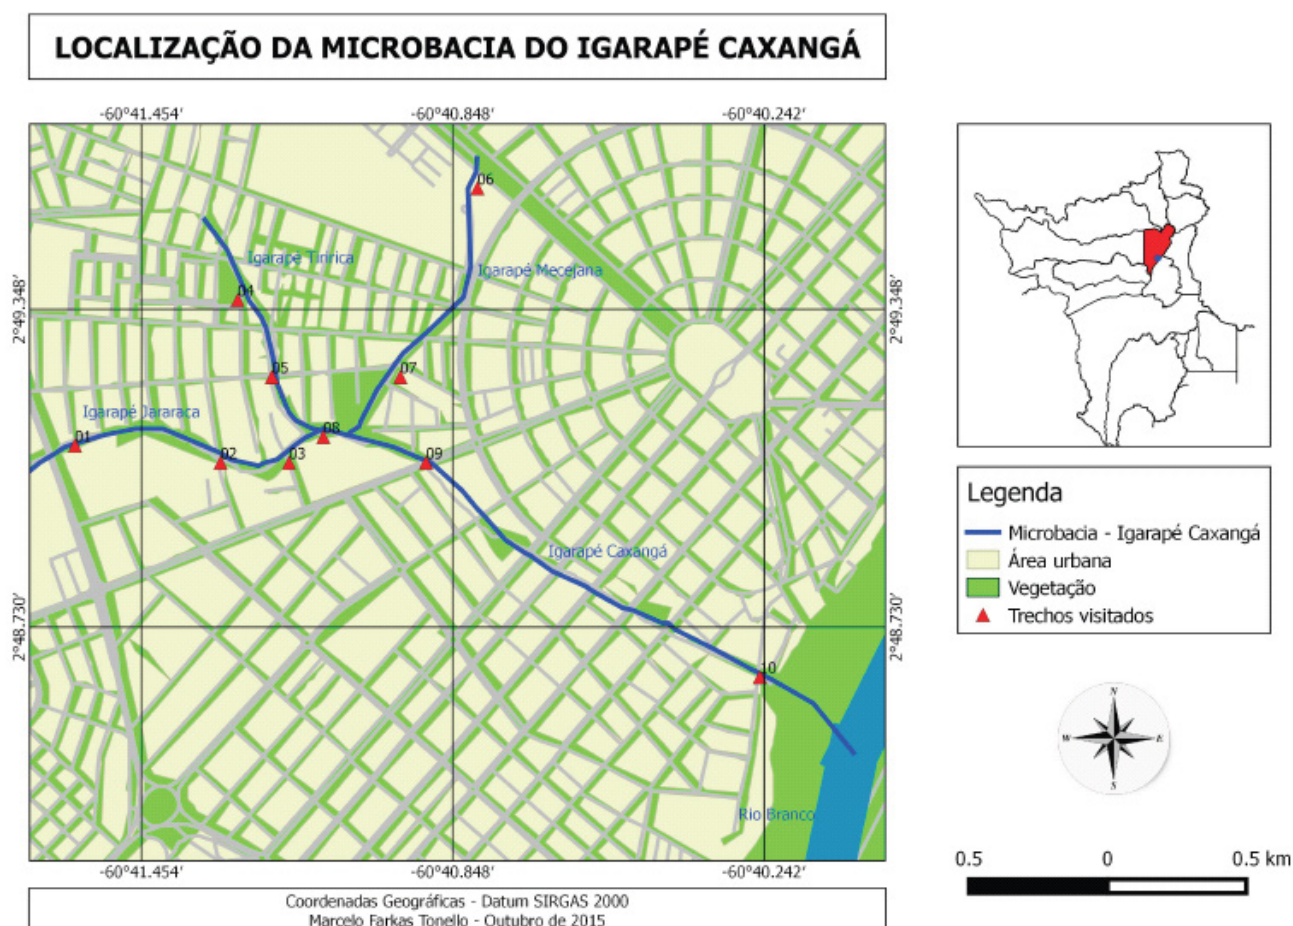 LOCALIZAÇÃO DA MICROBACIA DO IGARAPÉ CAXANGÁ
-60°41.454' -60°40.848' -60°40.242'
06
Igarapé Tiririca
Igarapé Mecejana
04
2°49.348' 2°49.348'
05 07
Igarapé Jararaca
01 02 03 08 09
Igarapé Caxangá
2°48.730' 2°48.730'
10
Rio Branco
-60°41.454' -60°40.848' -60°40.242'
Coordenadas Geográficas - Datum SIRGAS 2000
Marcelo Farkas Tonello - Outubro de 2015
Legenda
Microbacia - Igarapé Caxangá
Área urbana
Vegetação
Trechos visitados
N
W E
S
0.5 0 0.5 km